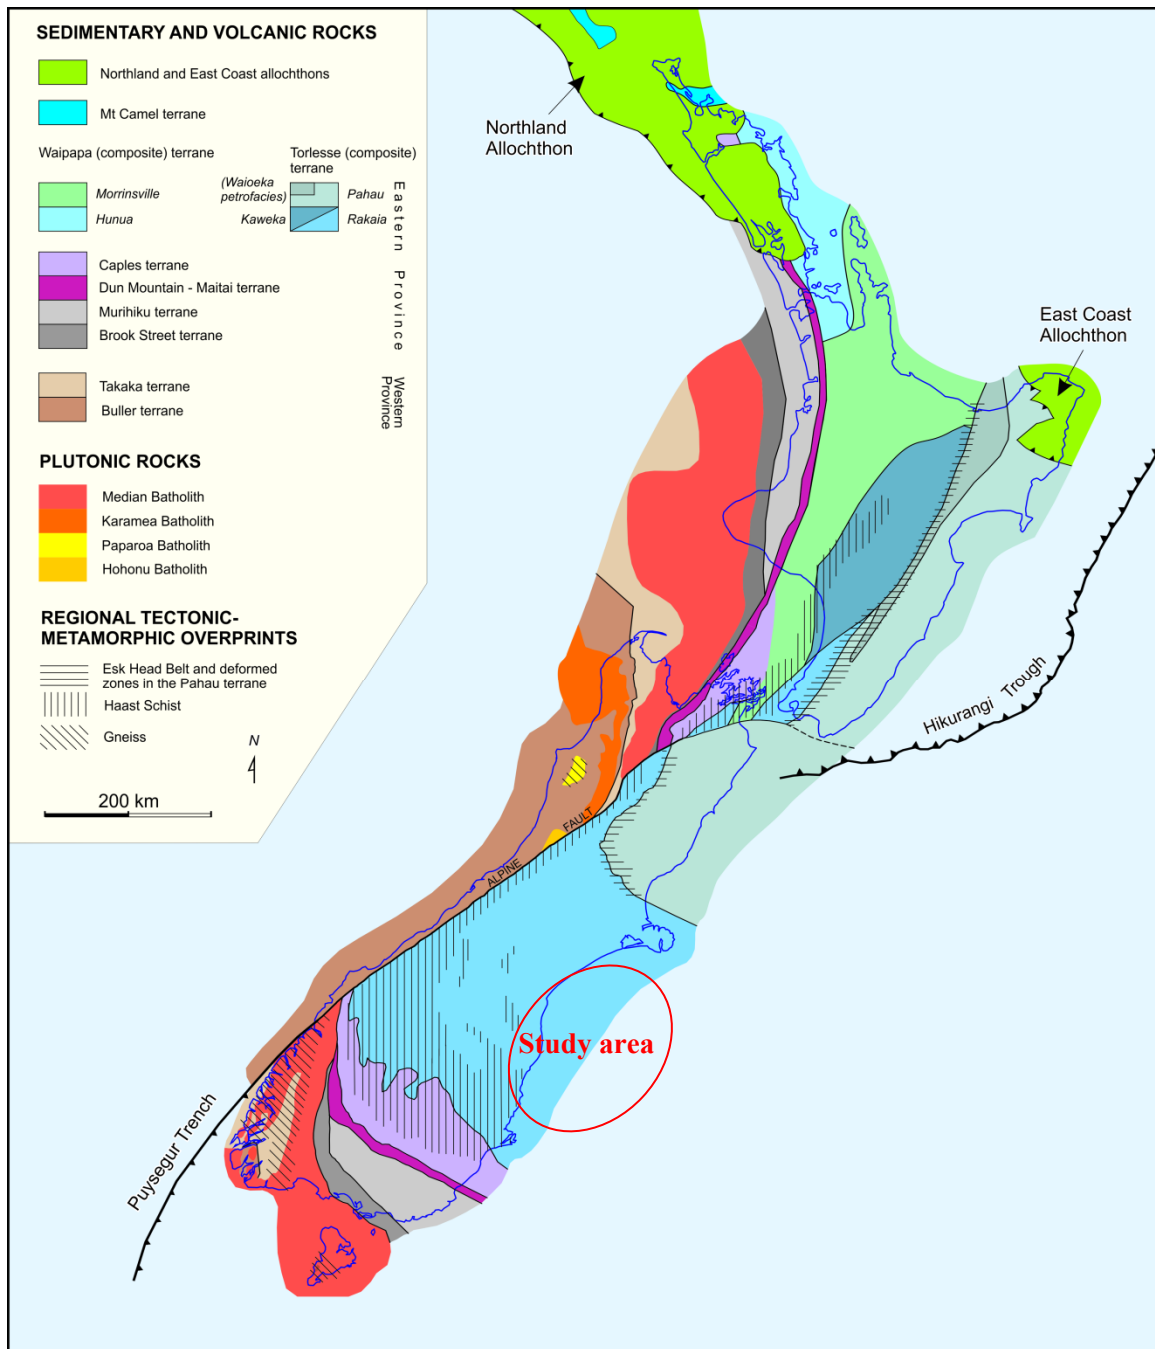 SEDIMENTARY AND VOLCANIC ROCKS
Northland and East Coast allochthons
Mt Camel terrane
Waipapa (composite) terrane
Torlesse (composite)
terrane
Morrinsville
Hunua
(Waioeka
petrofacies)
Pahau
Kaweka
Rakaia
Eastern Province
Caples terrane
Dun Mountain - Maitai terrane
Murihiku terrane
Brook Street terrane
Takaka terrane
Buller terrane
Western
Province
PLUTONIC ROCKS
Median Batholith
Karamea Batholith
Paparoa Batholith
Hohonu Batholith
REGIONAL TECTONIC-
METAMORPHIC OVERPRINTS
Esk Head Belt and deformed
zones in the Pahau terrane
Haast Schist
Gneiss
N
200 km
Northland
Allochthon
East Coast
Allochthon
Hikurangi Trough
ALPINE FAULT
Study area
Puysegur Trench